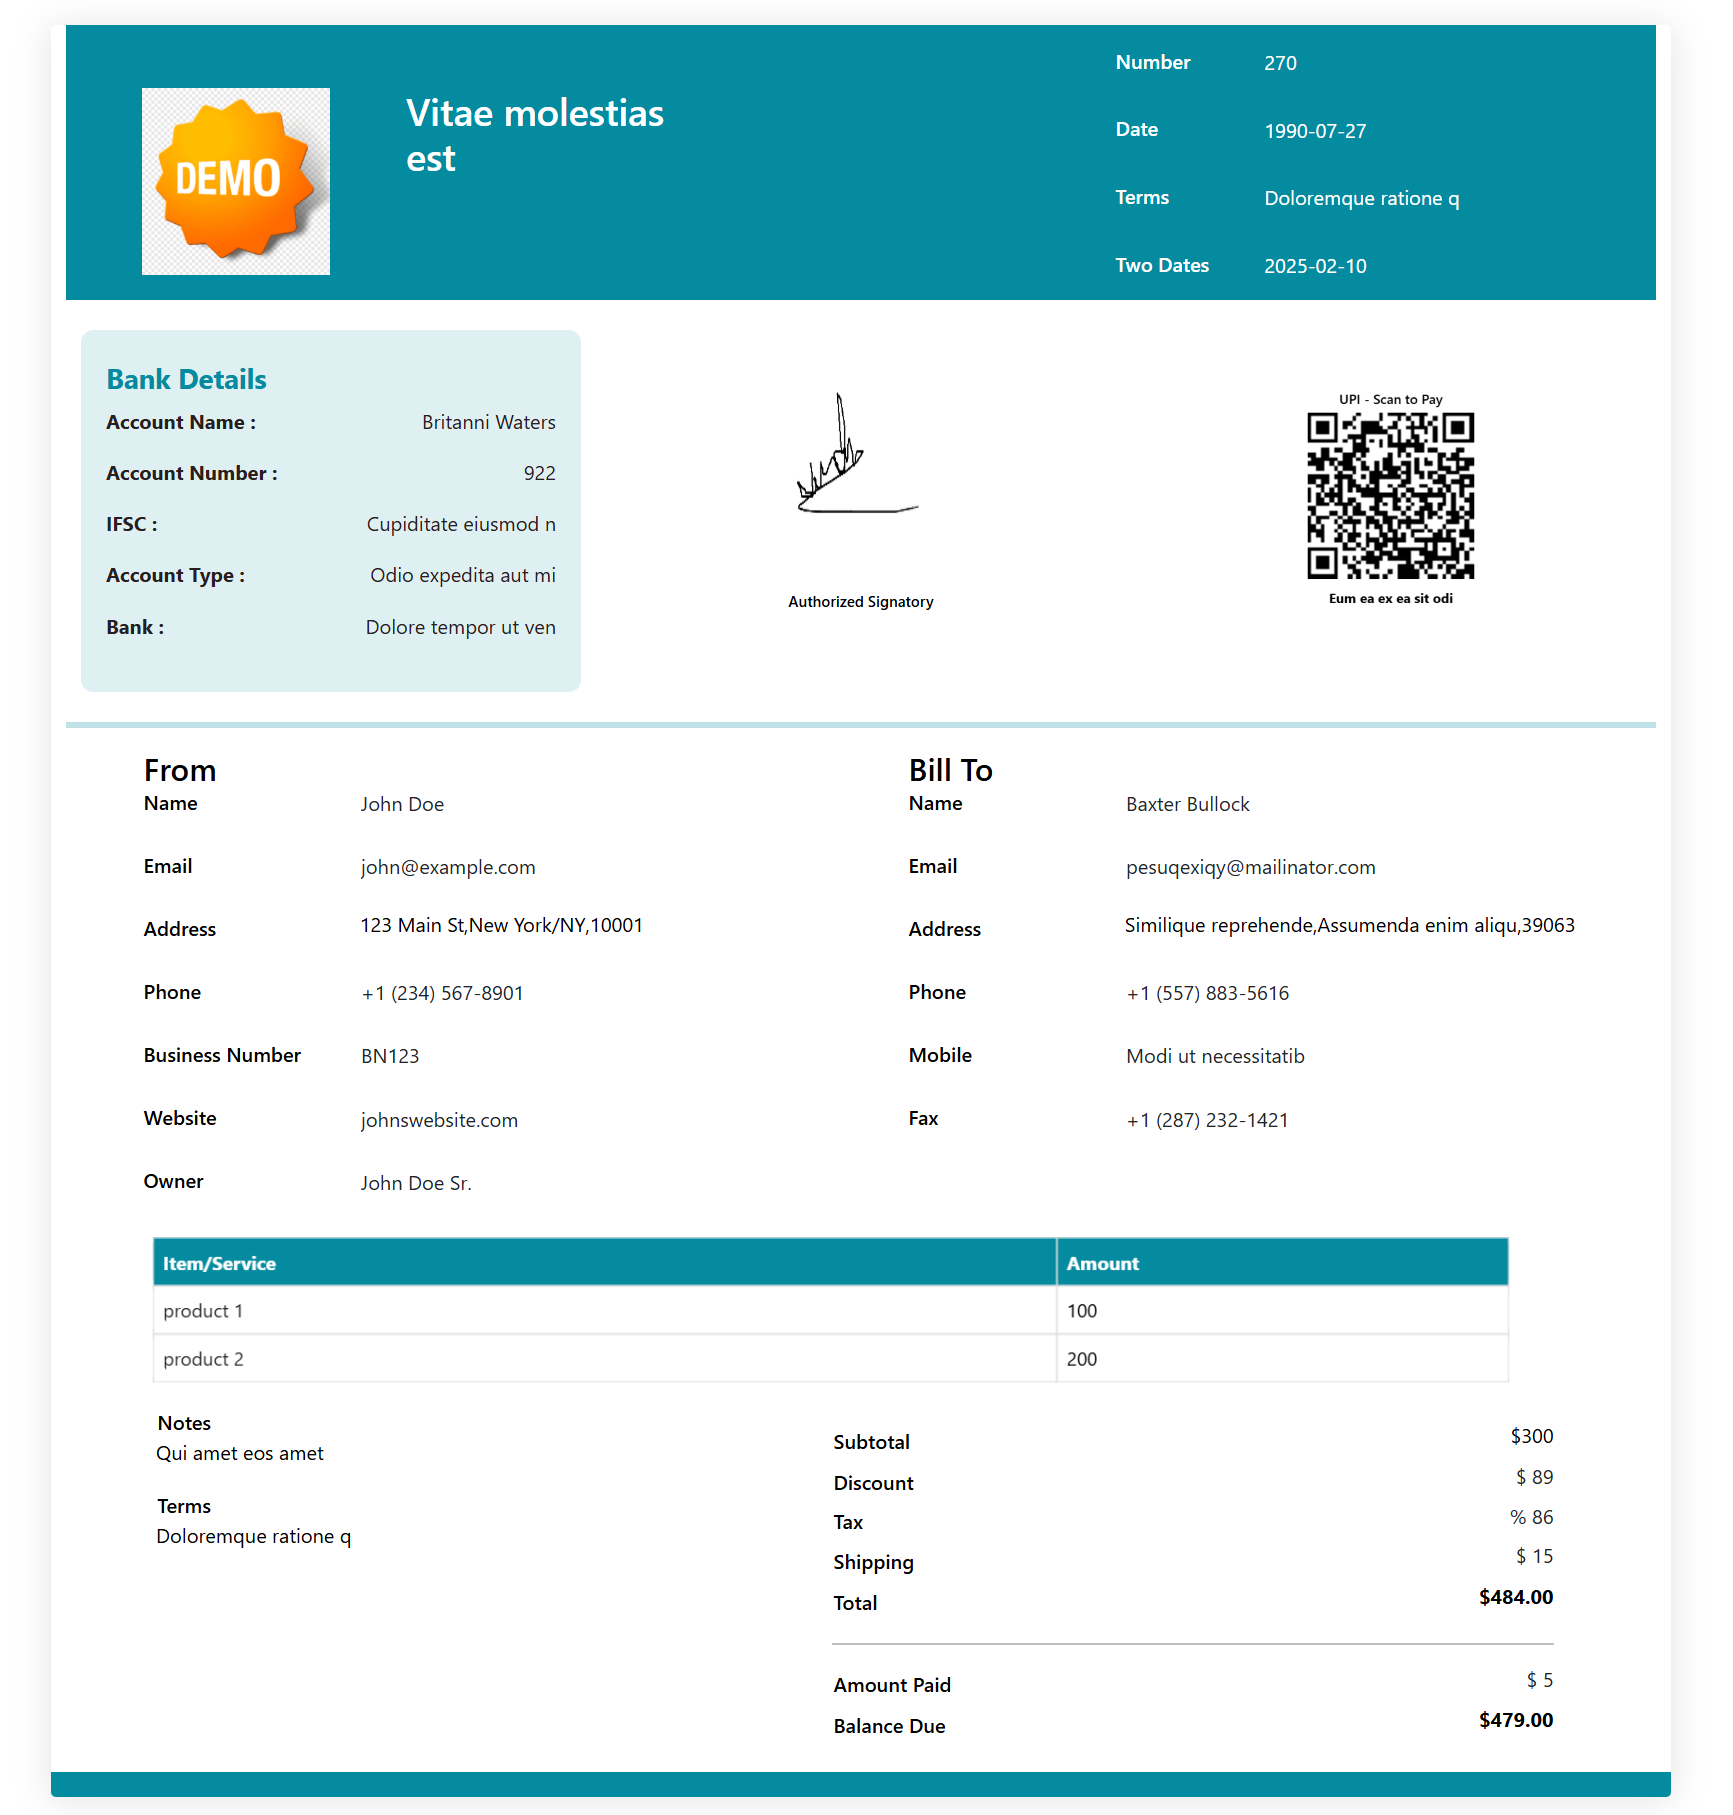 DEMO
Vitae molestias
est
Number 270
Date 1990-07-27
Terms Doloremque ratione q
Two Dates 2025-02-10
Bank Details
Account Name : Britanni Waters
Account Number : 922
IFSC : Cupiditate eiusmod n
Account Type : Odio expedita aut mi
Bank : Dolore tempor ut ven
Authorized Signatory
UPI - Scan to Pay
Eum ea ex ea sit odi
From
Name John Doe
Email john@example.com
Address 123 Main St,New York/NY,10001
Phone +1 (234) 567-8901
Business Number BN123
Website johnswebsite.com
Owner John Doe Sr.
Bill To
Name Baxter Bullock
Email pesuqexiqy@mailinator.com
Address Similique reprehende,Assumenda enim aliqu,39063
Phone +1 (557) 883-5616
Mobile Modi ut necessitatib
Fax +1 (287) 232-1421
Item/Service Amount
product 1 100
product 2 200
Notes
Qui amet eos amet
Terms
Doloremque ratione q
Subtotal $300
Discount $ 89
Tax % 86
Shipping $ 15
Total $484.00
Amount Paid $ 5
Balance Due $479.00